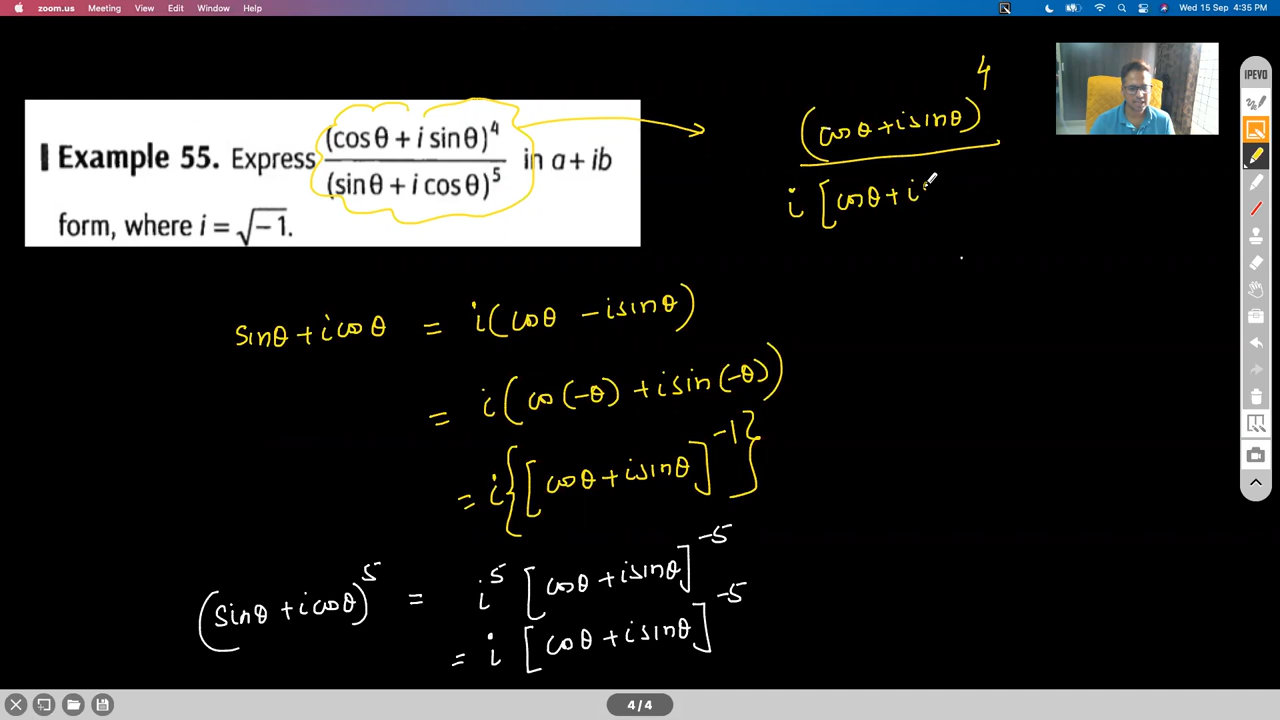 zoom.us Meeting View Edit Window Help
Wed 15 Sep 4:35 PM
IPEVO
Example 55. Express (cosθ + i sinθ)^4 / (sinθ + i cosθ)^5 in a + ib
form, where i = √−1.
(cosθ + isinθ)^4
i [cosθ + i
sinθ + icosθ = i(cosθ − isinθ)
= i(cos(−θ) + isin(−θ))
= i{[cosθ + isinθ]^−1}
(sinθ + icosθ)^5 = i^5 [cosθ + isinθ]^−5
= i [cosθ + isinθ]^−5
4/4